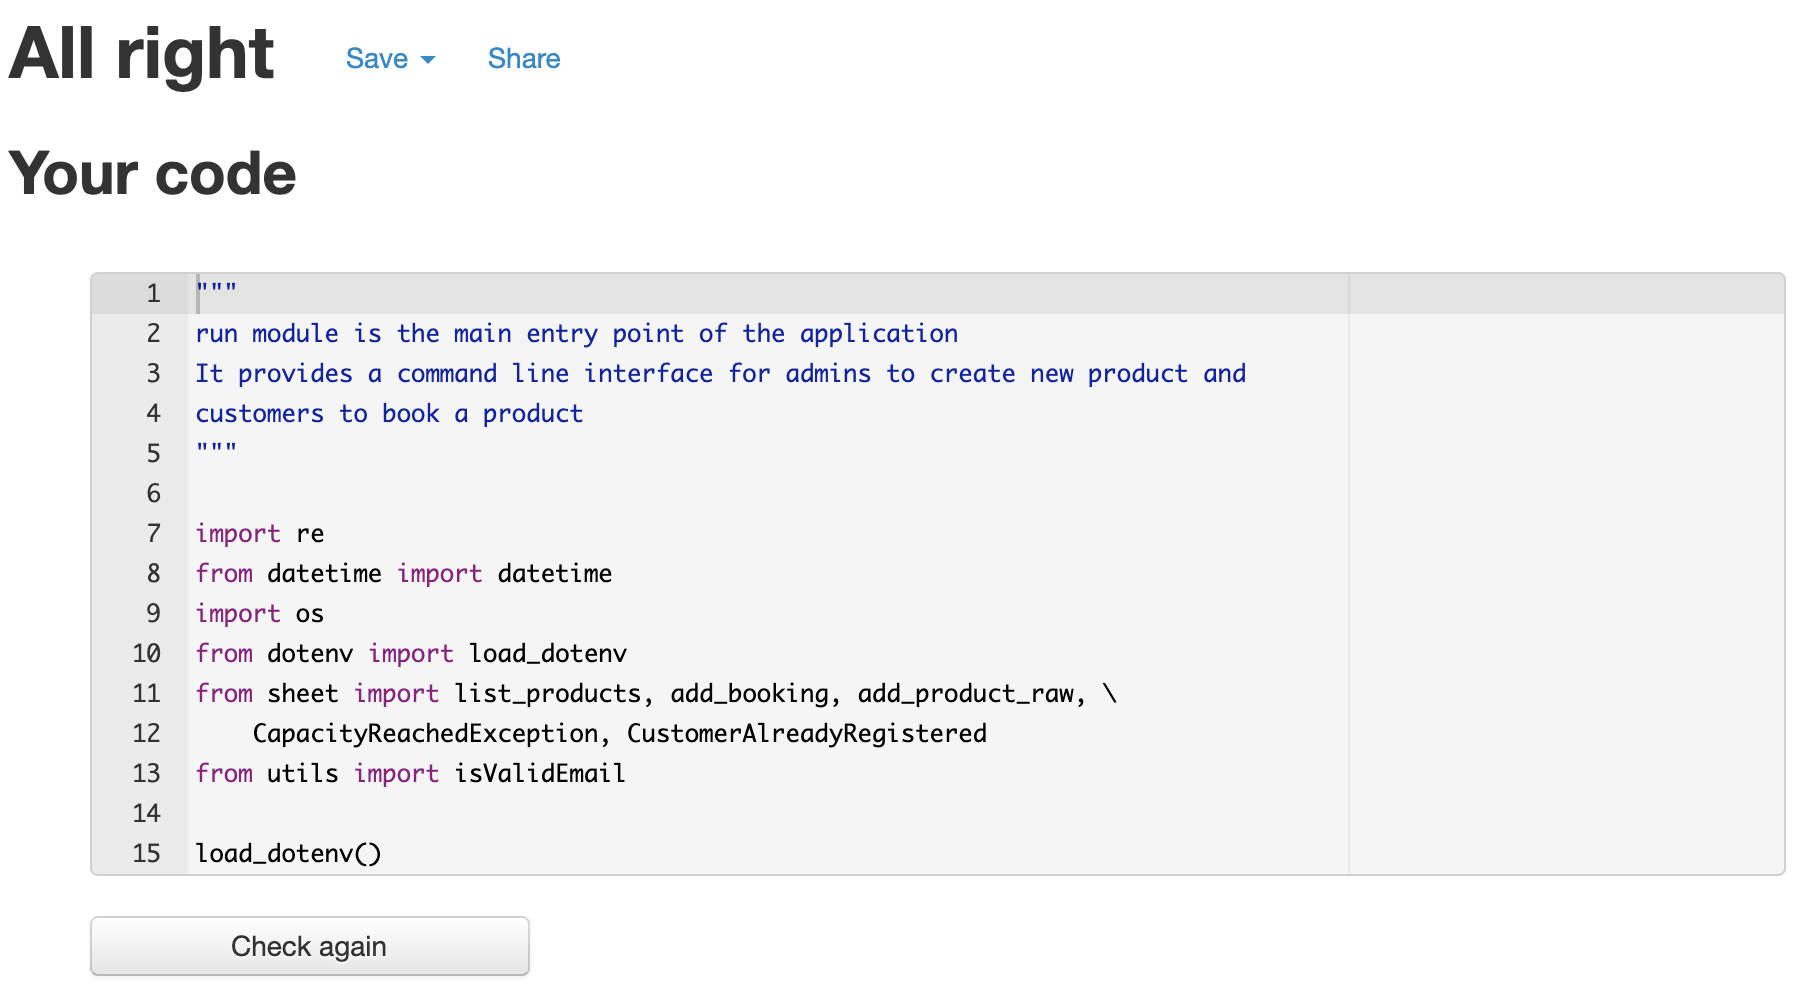 All right Save Share
Your code
1 """
2 run module is the main entry point of the application
3 It provides a command line interface for admins to create new product and
4 customers to book a product
5 """
6
7 import re
8 from datetime import datetime
9 import os
10 from dotenv import load_dotenv
11 from sheet import list_products, add_booking, add_product_raw, \
12     CapacityReachedException, CustomerAlreadyRegistered
13 from utils import isValidEmail
14
15 load_dotenv()
Check again